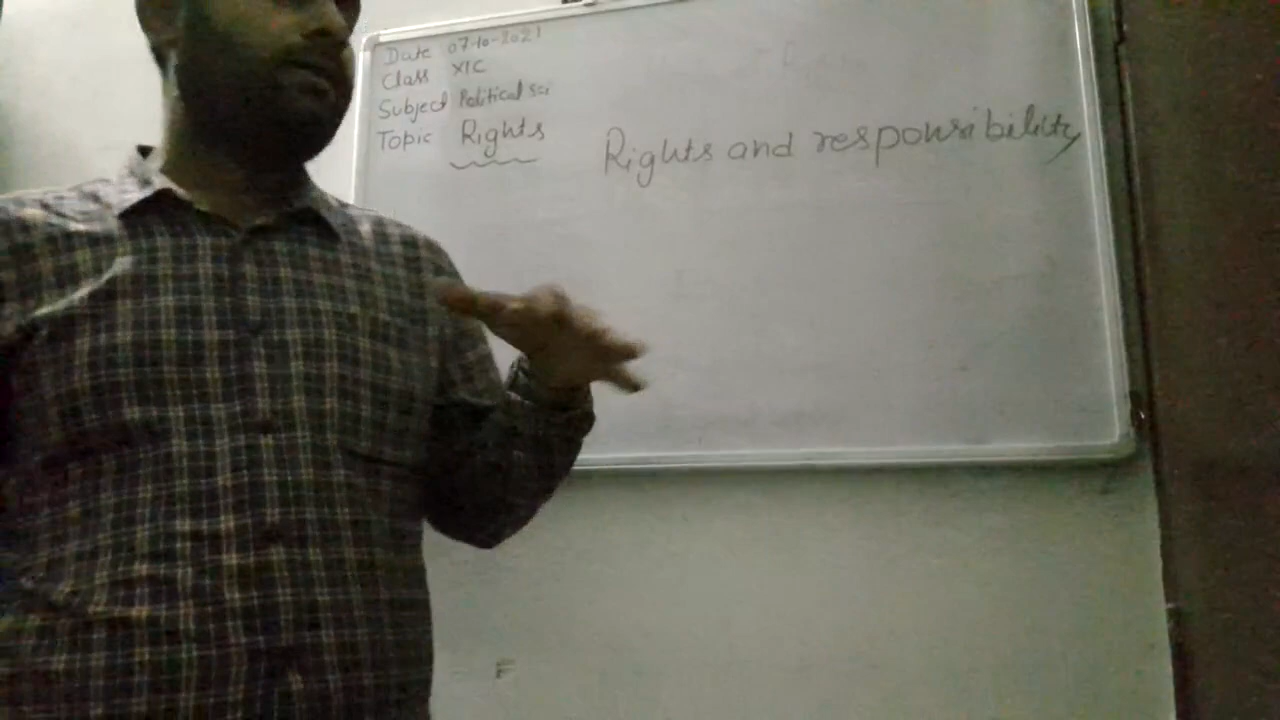 Date 07-10-2021
Class XIC
Subject Political sci
Topic Rights
Rights and responsibility